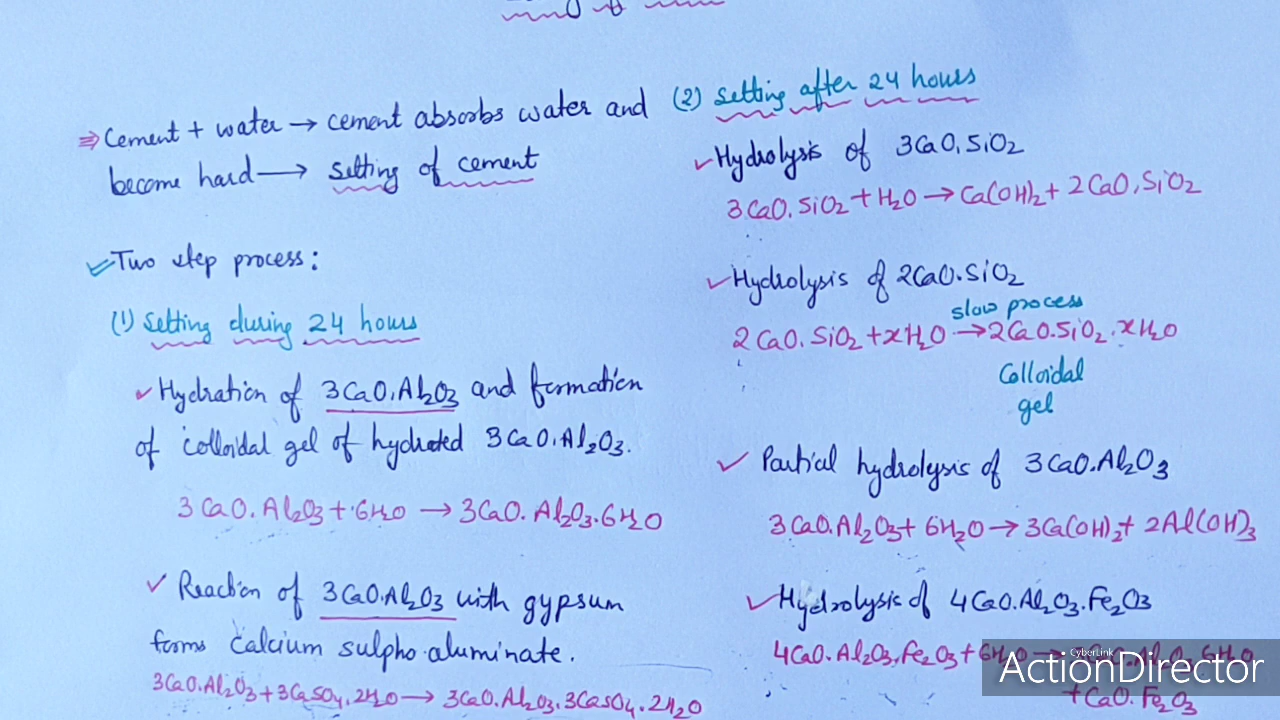 ⇒ Cement + water → cement absorbs water and
become hard → setting of cement
✓ Two step process:
(1) Setting during 24 hours
✓ Hydration of 3CaO.Al2O3 and formation
of colloidal gel of hydrated 3CaO.Al2O3.
3CaO.Al2O3 + 6H2O → 3CaO.Al2O3.6H2O
✓ Reaction of 3CaO.Al2O3 with gypsum
forms Calcium sulpho-aluminate.
3CaO.Al2O3 + 3CaSO4.2H2O → 3CaO.Al2O3.3CaSO4.2H2O
(2) Setting after 24 hours
✓ Hydrolysis of 3CaO.SiO2
3CaO.SiO2 + H2O → Ca(OH)2 + 2CaO.SiO2
✓ Hydrolysis of 2CaO.SiO2
slow process
2CaO.SiO2 + xH2O → 2CaO.SiO2.xH2O
Colloidal
gel
✓ Partial hydrolysis of 3CaO.Al2O3
3CaO.Al2O3 + 6H2O → 3Ca(OH)2 + 2Al(OH)3
✓ Hydrolysis of 4CaO.Al2O3.Fe2O3
4CaO.Al2O3.Fe2O3 + 6H2O → Al2O3.6H2O
+ CaO.Fe2O3
CyberLink
ActionDirector